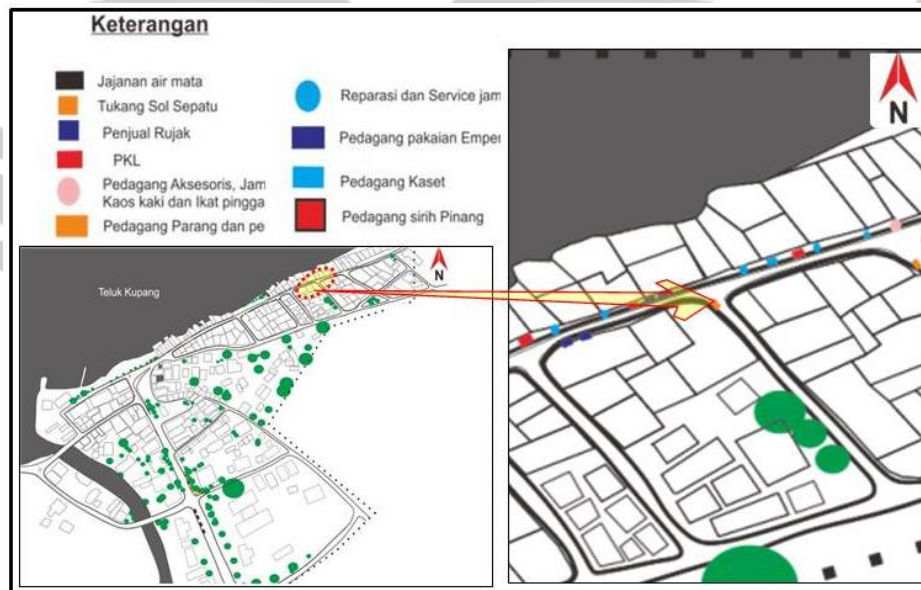 Keterangan
Jajanan air mata
Tukang Sol Sepatu
Penjual Rujak
PKL
Pedagang Aksesoris, Jam
Kaos kaki dan Ikat pingga
Pedagang Parang dan pe
Reparasi dan Service jam
Pedagang pakaian Emper
Pedagang Kaset
Pedagang sirih Pinang
Teluk Kupang
N
N